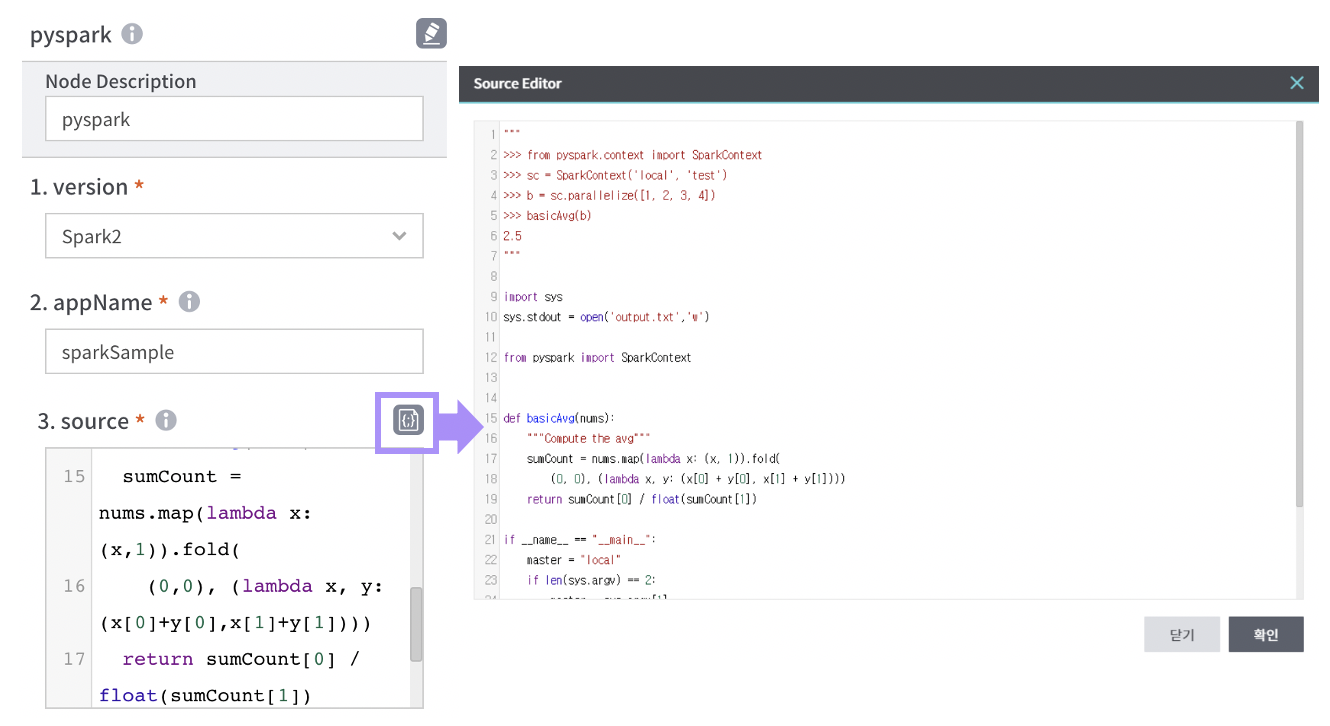 pyspark
Node Description
pyspark
1. version *
Spark2
2. appName *
sparkSample
3. source *
15   sumCount =
nums.map(lambda x:
(x,1)).fold(
16     (0,0), (lambda x, y:
(x[0]+y[0],x[1]+y[1])))
17   return sumCount[0] /
float(sumCount[1])
Source Editor
1 """
2 >>> from pyspark.context import SparkContext
3 >>> sc = SparkContext('local', 'test')
4 >>> b = sc.parallelize([1, 2, 3, 4])
5 >>> basicAvg(b)
6 2.5
7 """
8
9 import sys
10 sys.stdout = open('output.txt','w')
11
12 from pyspark import SparkContext
13
14
15 def basicAvg(nums):
16     """Compute the avg"""
17     sumCount = nums.map(lambda x: (x, 1)).fold(
18         (0, 0), (lambda x, y: (x[0] + y[0], x[1] + y[1])))
19     return sumCount[0] / float(sumCount[1])
20
21 if __name__ == "__main__":
22     master = "local"
23     if len(sys.argv) == 2:
닫기
확인